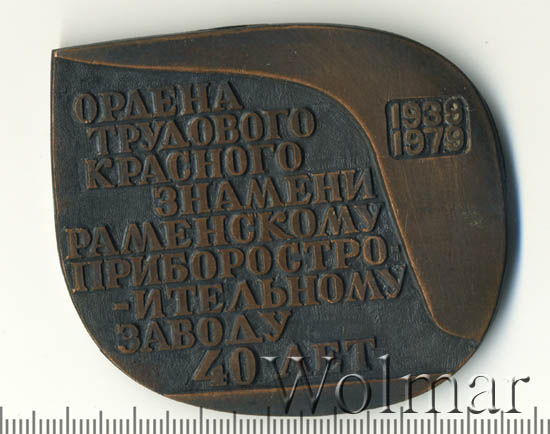 ОРДЕНА
ТРУДОВОГО
КРАСНОГО
ЗНАМЕНИ
РАМЕНСКОМУ
ПРИБОРОСТРО-
-ИТЕЛЬНОМУ
ЗАВОДУ
40 ЛЕТ
1939
1979
Wolmar